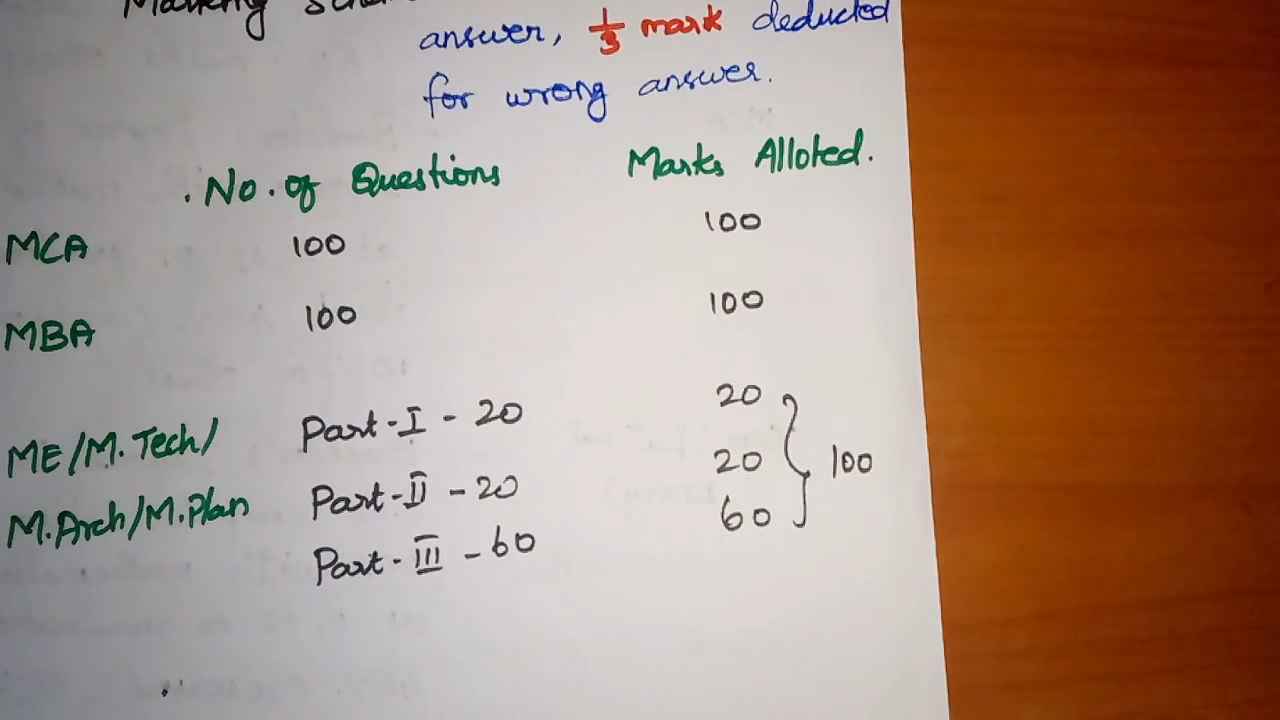 Marking
answer, 1/3 mark deducted
for wrong answer.
. No. of Questions Marks Alloted.
MCA 100 100
MBA 100 100
ME/M.Tech/ Part-I - 20 20
M.Arch/M.Plan Part-II - 20 20 100
Part-III - 60 60